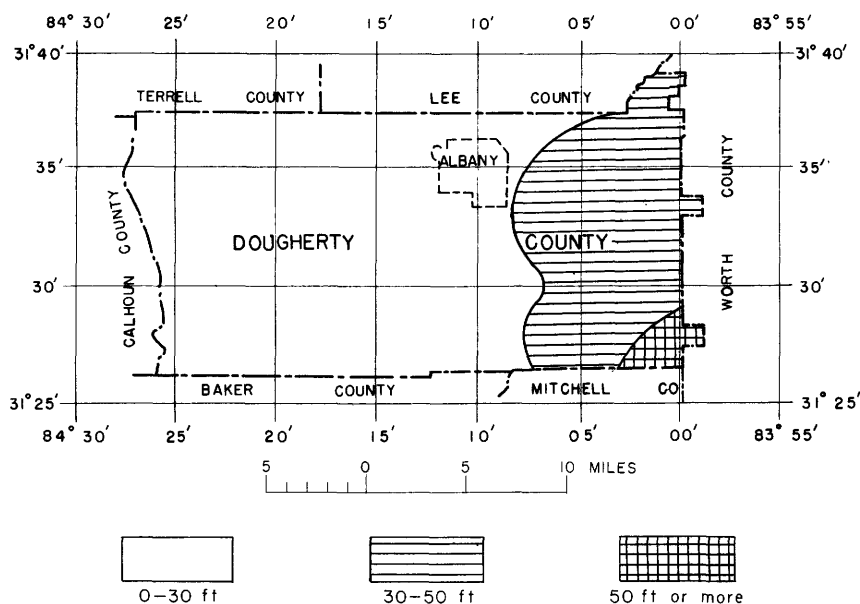 84° 30' 25' 20' 15' 10' 05' 00' 83° 55'
31° 40' 31° 40'
TERRELL COUNTY LEE COUNTY
35' ALBANY 35'
COUNTY
CALHOUN COUNTY
DOUGHERTY COUNTY
30' 30'
WORTH
BAKER COUNTY MITCHELL CO
31° 25' 31° 25
84° 30' 25' 20' 15' 10' 05' 00' 83° 55'
5 0 5 10 MILES
0-30 ft 30-50 ft 50 ft or more